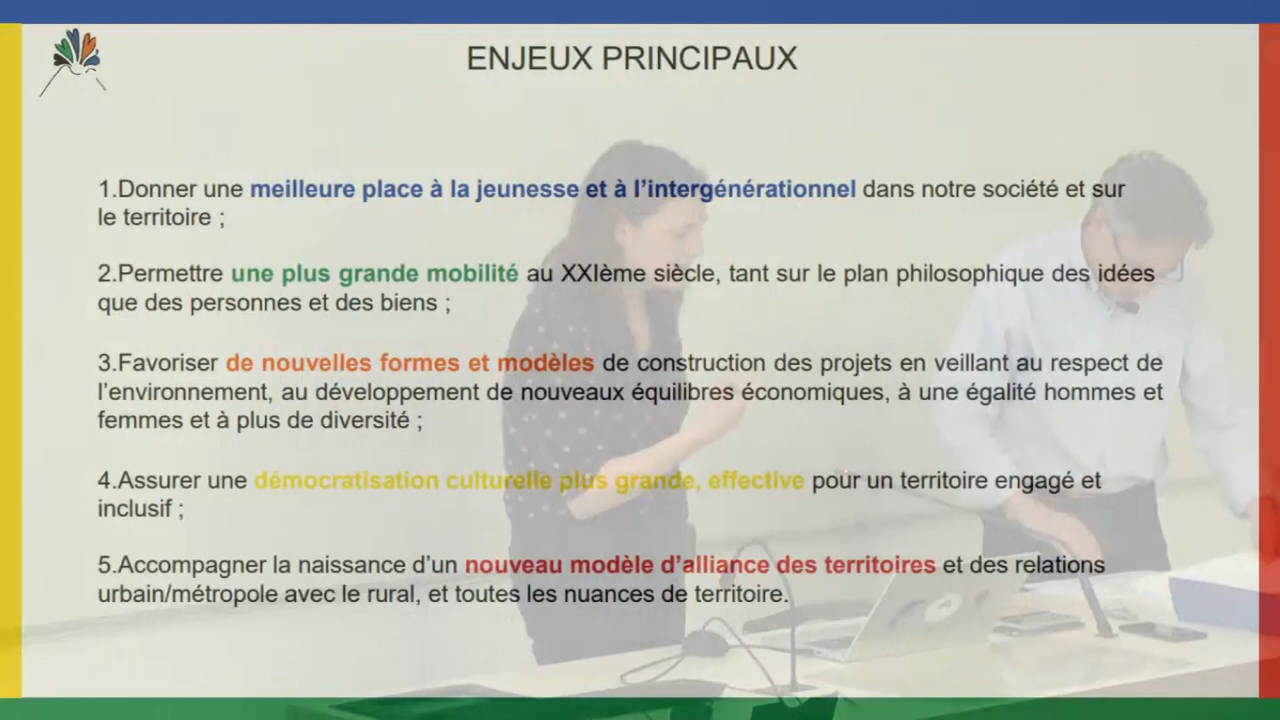 ENJEUX PRINCIPAUX
1.Donner une meilleure place à la jeunesse et à l’intergénérationnel dans notre société et sur
le territoire ;
2.Permettre une plus grande mobilité au XXIème siècle, tant sur le plan philosophique des idées
que des personnes et des biens ;
3.Favoriser de nouvelles formes et modèles de construction des projets en veillant au respect de
l’environnement, au développement de nouveaux équilibres économiques, à une égalité hommes et
femmes et à plus de diversité ;
4.Assurer une démocratisation culturelle plus grande, effective pour un territoire engagé et
inclusif ;
5.Accompagner la naissance d’un nouveau modèle d’alliance des territoires et des relations
urbain/métropole avec le rural, et toutes les nuances de territoire.